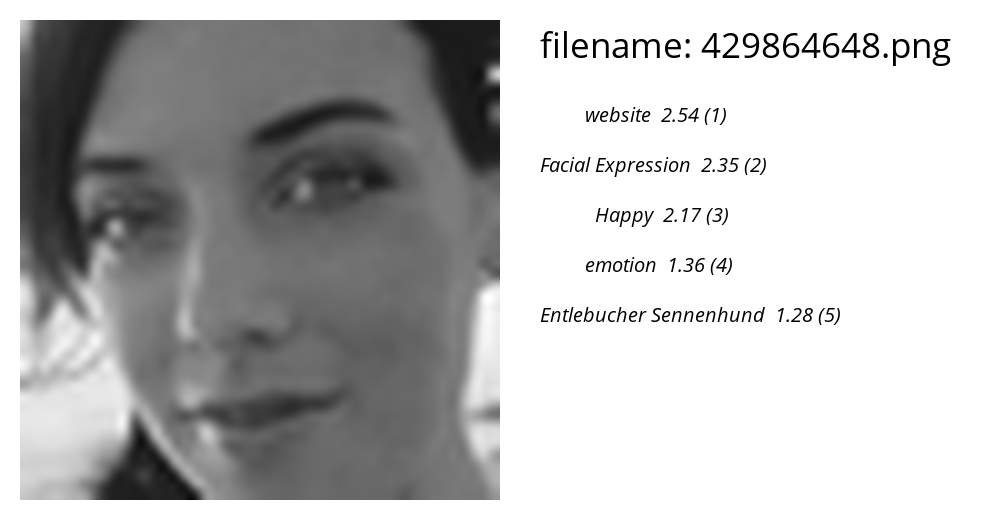 filename: 429864648.png
website 2.54 (1)
Facial Expression 2.35 (2)
Happy 2.17 (3)
emotion 1.36 (4)
Entlebucher Sennenhund 1.28 (5)